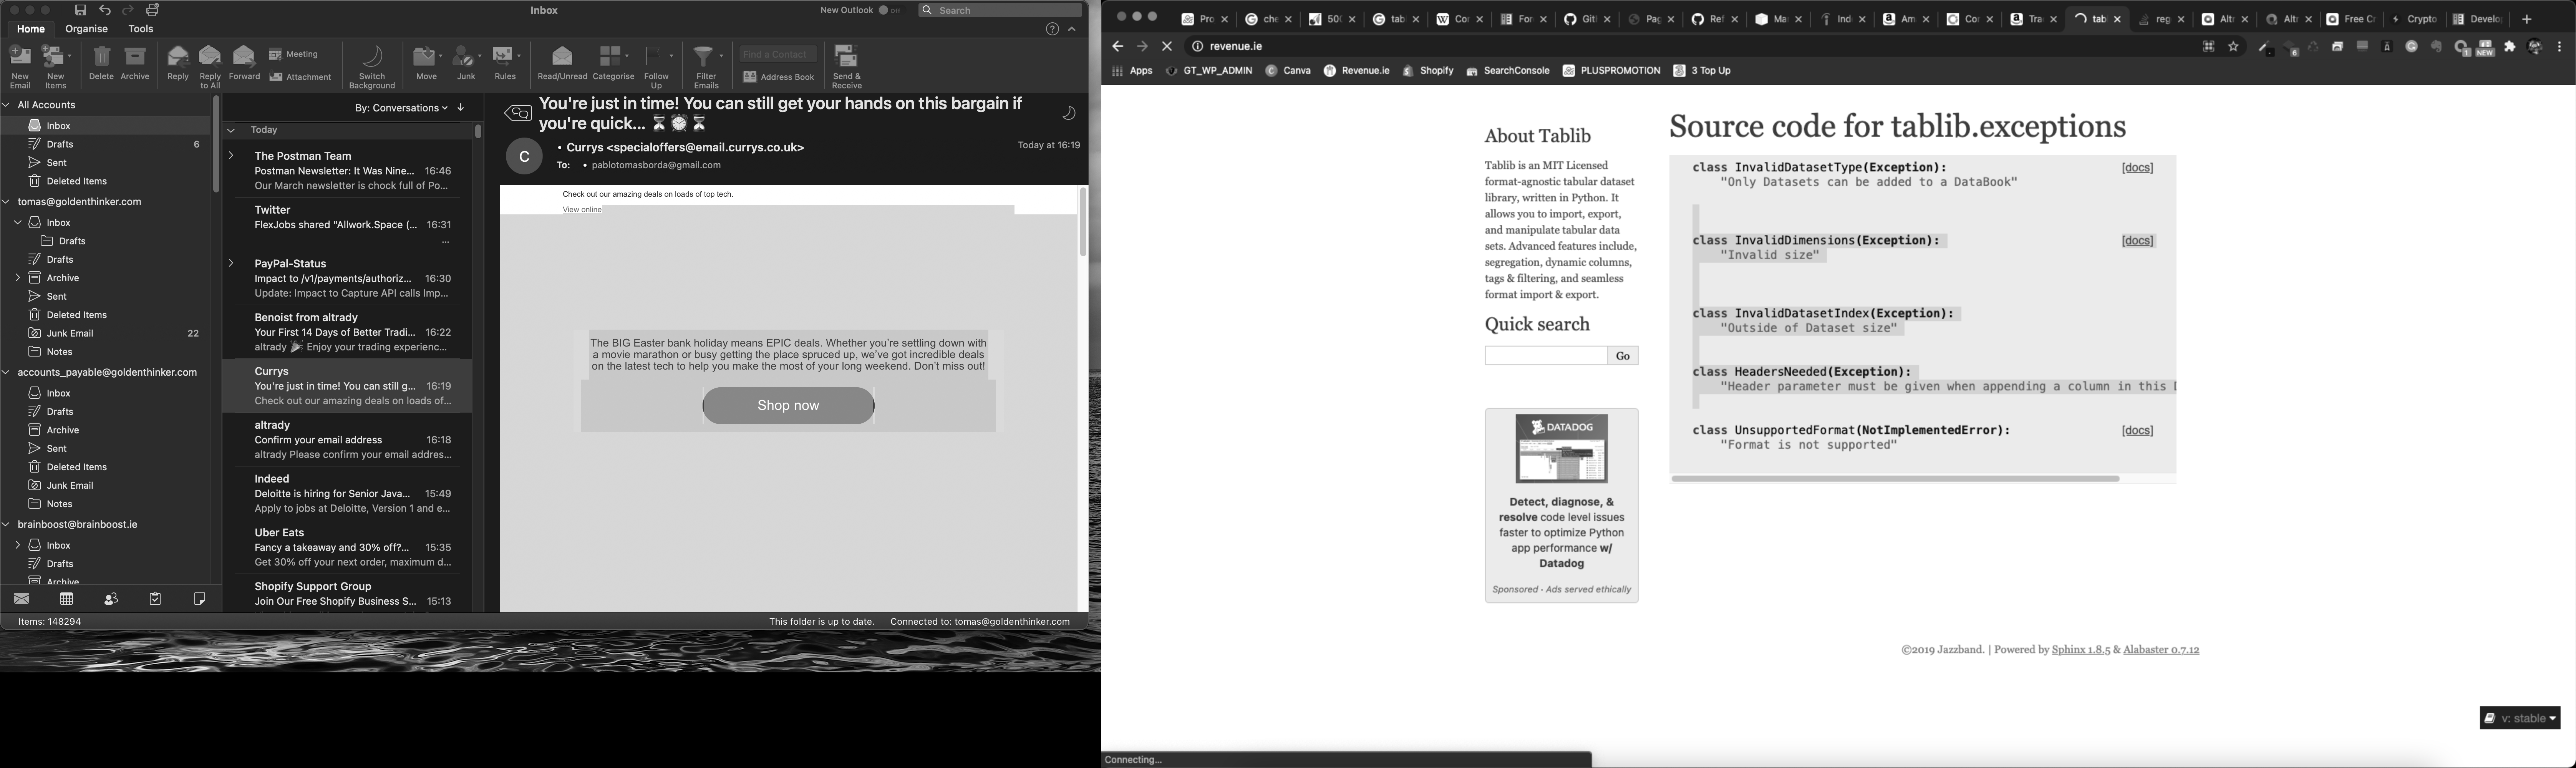 Inbox
New Outlook
off
Search
Home
Organise
Tools
New
Email
New
Items
Delete
Archive
Reply
Reply
to All
Forward
Meeting
Attachment
Switch
Background
Move
Junk
Rules
Read/Unread
Categorise
Follow
Up
Filter
Emails
Find a Contact
Address Book
Send &
Receive
All Accounts
Inbox
Drafts 6
Sent
Deleted Items
tomas@goldenthinker.com
Inbox
Drafts
Drafts
Archive
Sent
Deleted Items
Junk Email 22
Notes
accounts_payable@goldenthinker.com
Inbox
Drafts
Archive
Sent
Deleted Items
Junk Email
Notes
brainboost@brainboost.ie
Inbox
Drafts
Archive
Items: 148294
By: Conversations
Today
The Postman Team
Postman Newsletter: It Was Nine... 16:46
Our March newsletter is chock full of Po...
Twitter
FlexJobs shared "Allwork.Space (... 16:31
...
PayPal-Status
Impact to /v1/payments/authoriz... 16:30
Update: Impact to Capture API calls Imp...
Benoist from altrady
Your First 14 Days of Better Tradi... 16:22
altrady 🎉 Enjoy your trading experienc...
Currys
You're just in time! You can still g... 16:19
Check out our amazing deals on loads of...
altrady
Confirm your email address 16:18
altrady Please confirm your email addres...
Indeed
Deloitte is hiring for Senior Java... 15:49
Apply to jobs at Deloitte, Version 1 and e...
Uber Eats
Fancy a takeaway and 30% off?... 15:35
Get 30% off your next order, maximum d...
Shopify Support Group
Join Our Free Shopify Business S... 15:13
You're just in time! You can still get your hands on this bargain if
you're quick... ⏳⏰⏳
C
• Currys <specialoffers@email.currys.co.uk>
Today at 16:19
To: • pablotomasborda@gmail.com
Check out our amazing deals on loads of top tech.
View online
The BIG Easter bank holiday means EPIC deals. Whether you're settling down with
a movie marathon or busy getting the place spruced up, we've got incredible deals
on the latest tech to help you make the most of your long weekend. Don't miss out!
Shop now
This folder is up to date.
Connected to: tomas@goldenthinker.com
Pro
che
500
tab
Co
For
Git
Pag
Ref
Ma
Ind
Am
Cor
Tra
tab
reg
Altr
Altr
Free C
Crypto
Develo
revenue.ie
6
1
NEW
Apps
GT_WP_ADMIN
Canva
Revenue.ie
Shopify
SearchConsole
PLUSPROMOTION
3 Top Up
About Tablib
Tablib is an MIT Licensed
format-agnostic tabular dataset
library, written in Python. It
allows you to import, export,
and manipulate tabular data
sets. Advanced features include,
segregation, dynamic columns,
tags & filtering, and seamless
format import & export.
Quick search
Go
DATADOG
Detect, diagnose, &
resolve code level issues
faster to optimize Python
app performance w/
Datadog
Sponsored · Ads served ethically
Source code for tablib.exceptions
class InvalidDatasetType(Exception): [docs]
"Only Datasets can be added to a DataBook"
class InvalidDimensions(Exception): [docs]
"Invalid size"
class InvalidDatasetIndex(Exception):
"Outside of Dataset size"
class HeadersNeeded(Exception):
"Header parameter must be given when appending a column in this
class UnsupportedFormat(NotImplementedError): [docs]
"Format is not supported"
©2019 Jazzband. | Powered by Sphinx 1.8.5 & Alabaster 0.7.12
v: stable
Connecting...